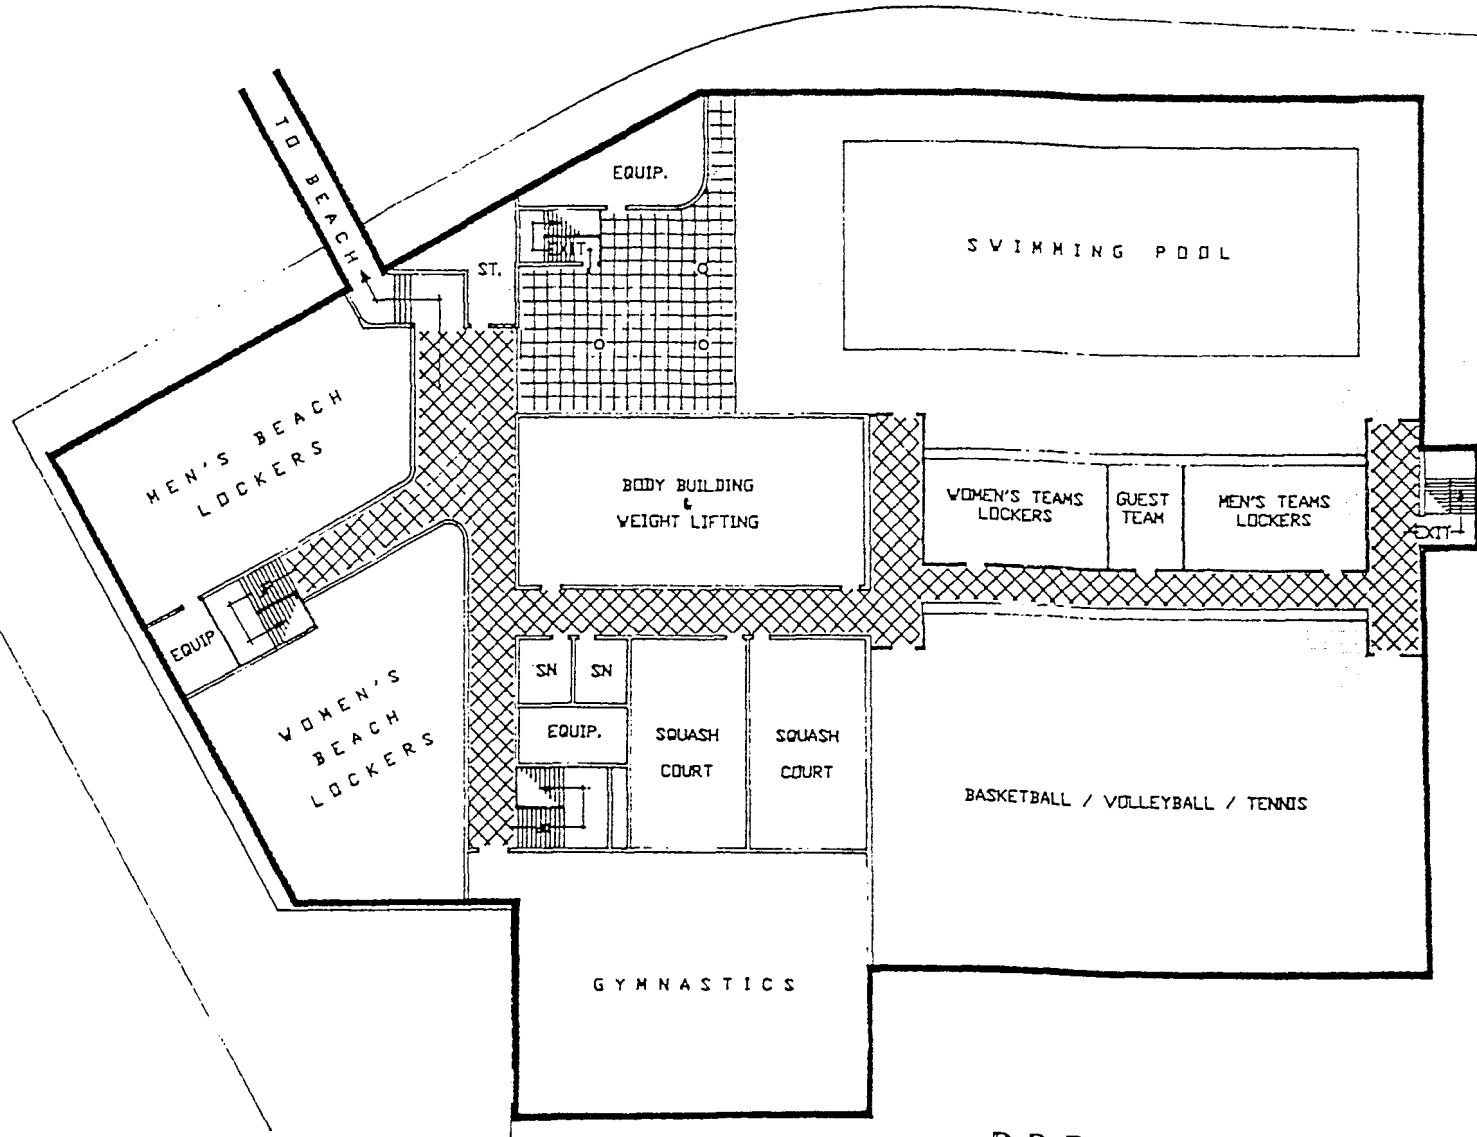 TO BEACH
EQUIP.
EXIT
ST.
SWIMMING POOL
MEN'S BEACH
LOCKERS
BODY BUILDING
&
WEIGHT LIFTING
WOMEN'S TEAMS
LOCKERS
GUEST
TEAM
MEN'S TEAMS
LOCKERS
EXIT
EQUIP
WOMEN'S
BEACH
LOCKERS
SN
SN
EQUIP.
SQUASH
COURT
SQUASH
COURT
BASKETBALL / VOLLEYBALL / TENNIS
GYMNASTICS